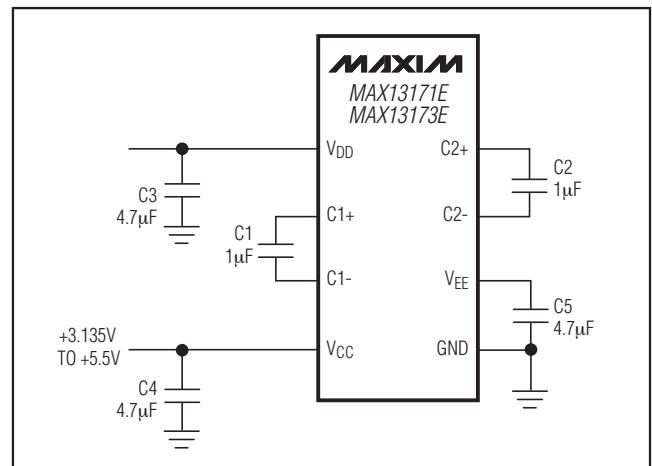 MAXIM
MAX13171E
MAX13173E
VDD
C2+
C3
4.7µF
C2
1µF
C1+
C2-
C1
1µF
C1-
VEE
C5
4.7µF
+3.135V
TO +5.5V
VCC
GND
C4
4.7µF